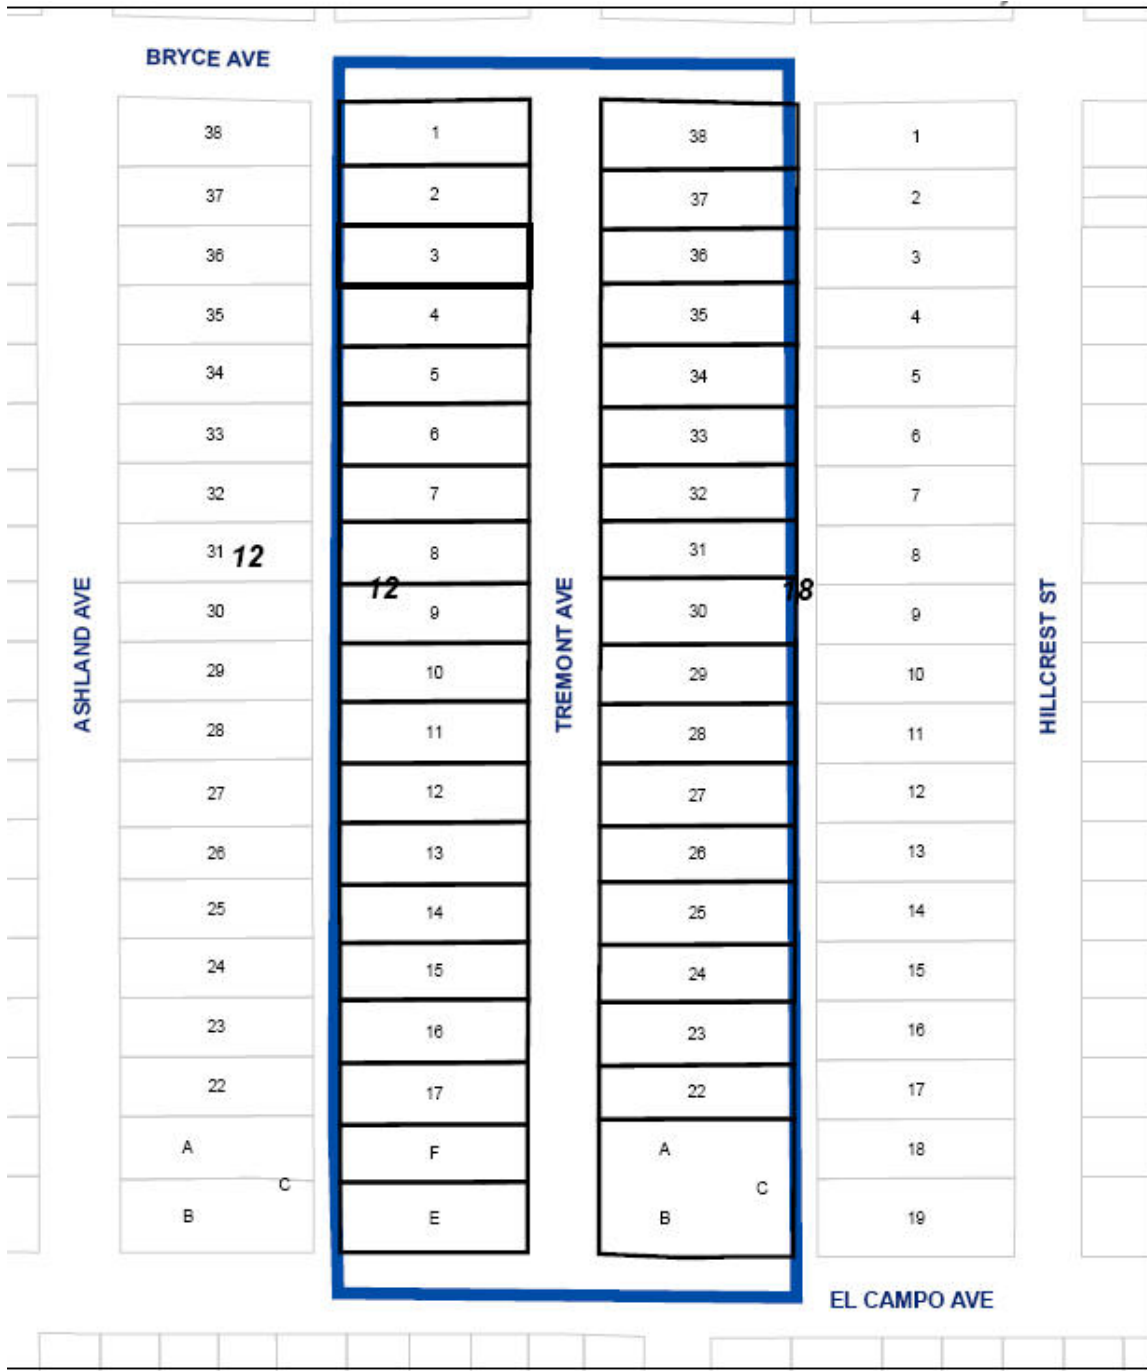 BRYCE AVE
38 1 38 1
37 2 37 2
36 3 36 3
35 4 35 4
34 5 34 5
33 6 33 6
32 7 32 7
31 12 8 31 8
12 18
30 9 30 9
29 10 29 10
28 11 28 11
27 12 27 12
26 13 26 13
25 14 25 14
24 15 24 15
23 16 23 16
22 17 22 17
A F A 18
C C
B E B 19
ASHLAND AVE
TREMONT AVE
HILLCREST ST
EL CAMPO AVE